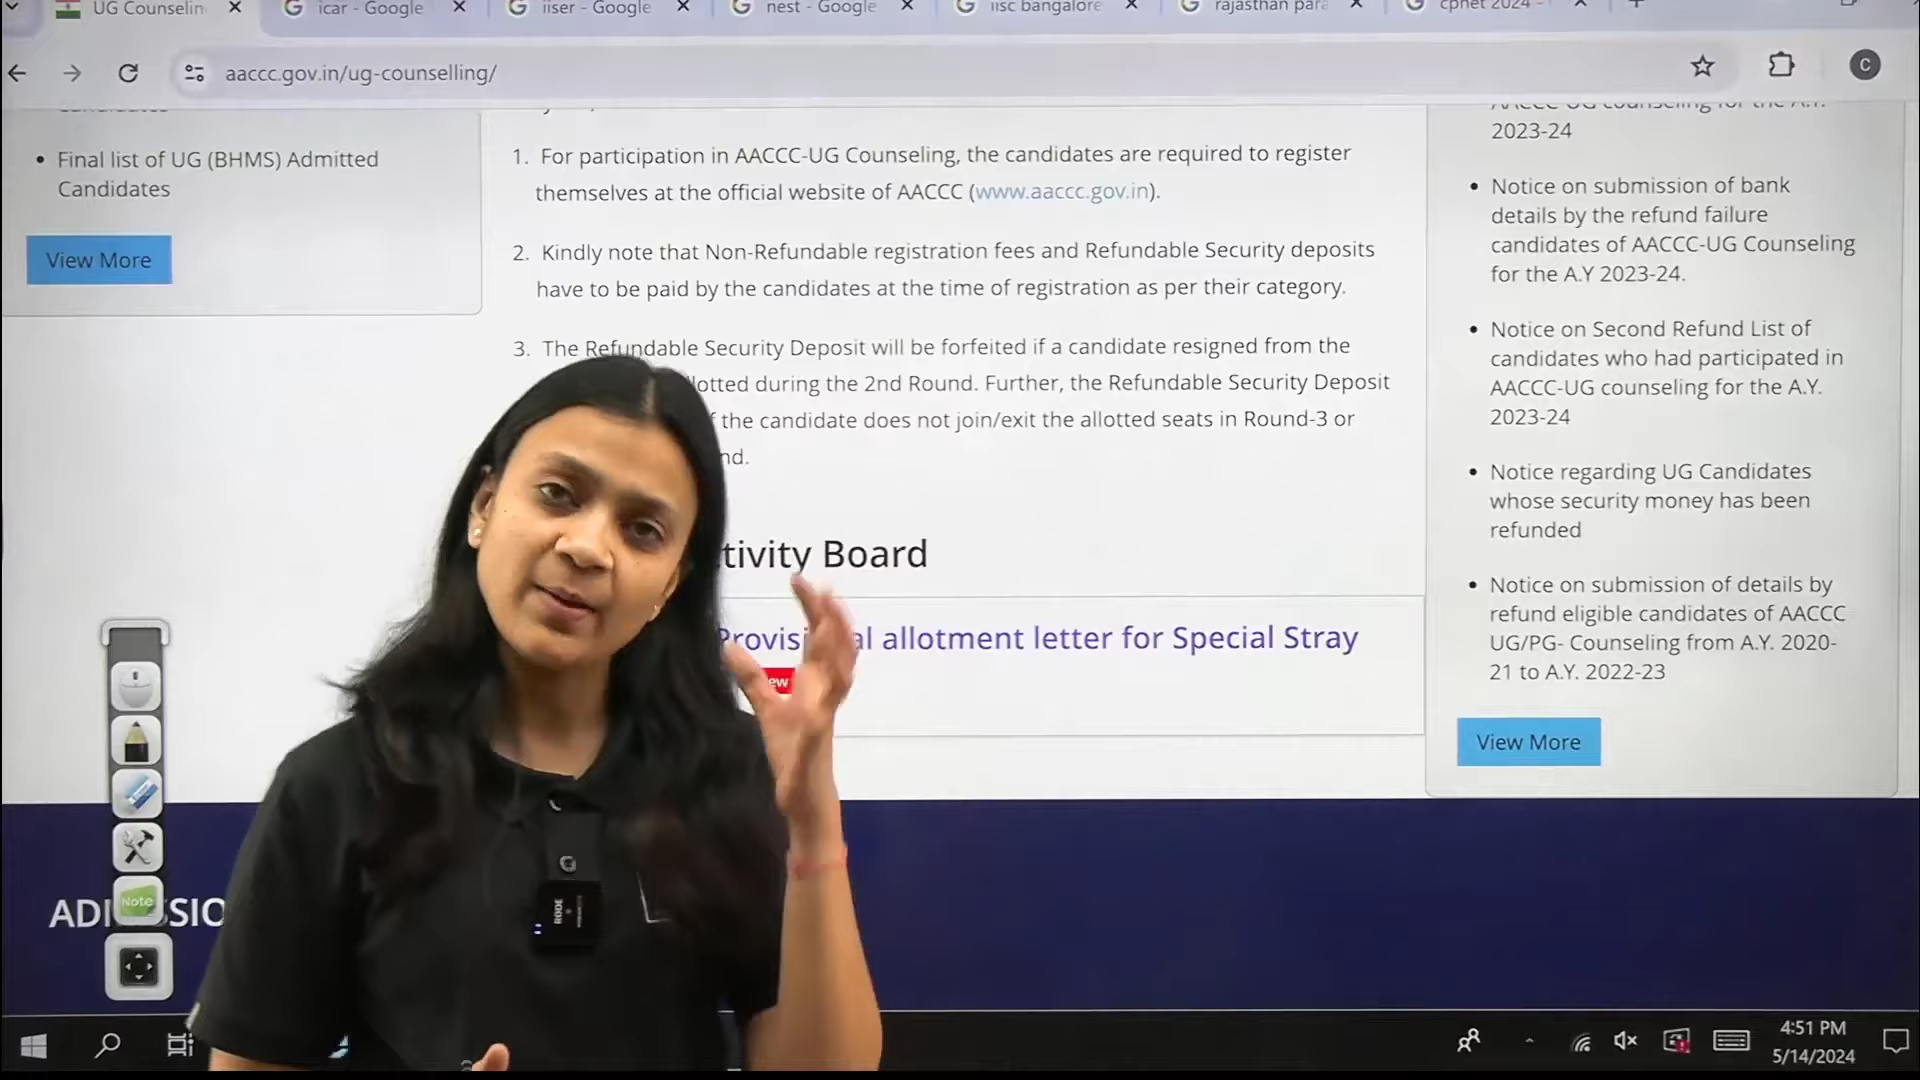 UG Counselin
icar - Google
iiser - Google
nest - Google
iisc bangalore
rajasthan para
cpnet 2024 -
aaccc.gov.in/ug-counselling/
C
Final list of UG (BHMS) Admitted
Candidates
View More
1. For participation in AACCC-UG Counseling, the candidates are required to register
themselves at the official website of AACCC (www.aaccc.gov.in).
2. Kindly note that Non-Refundable registration fees and Refundable Security deposits
have to be paid by the candidates at the time of registration as per their category.
3. The Refundable Security Deposit will be forfeited if a candidate resigned from the
lotted during the 2nd Round. Further, the Refundable Security Deposit
the candidate does not join/exit the allotted seats in Round-3 or
nd.
tivity Board
Provisi al allotment letter for Special Stray
ew
AACCC UG counseling for the A.Y.
2023-24
Notice on submission of bank
details by the refund failure
candidates of AACCC-UG Counseling
for the A.Y 2023-24.
Notice on Second Refund List of
candidates who had participated in
AACCC-UG counseling for the A.Y.
2023-24
Notice regarding UG Candidates
whose security money has been
refunded
Notice on submission of details by
refund eligible candidates of AACCC
UG/PG- Counseling from A.Y. 2020-
21 to A.Y. 2022-23
View More
Note
ADMISSIO
RODE
4:51 PM
5/14/2024